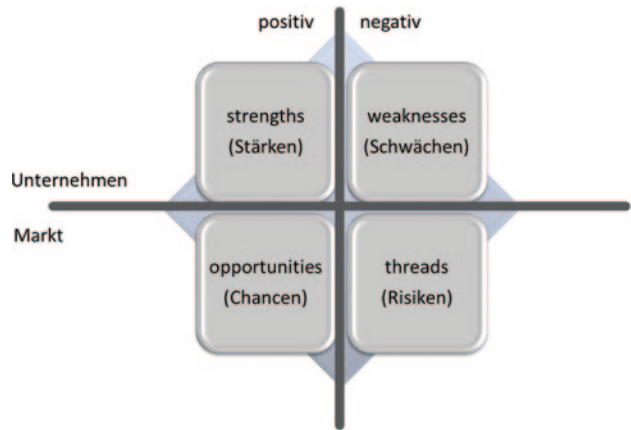 positiv negativ
strengths
(Stärken)
weaknesses
(Schwächen)
Unternehmen
Markt
opportunities
(Chancen)
threads
(Risiken)